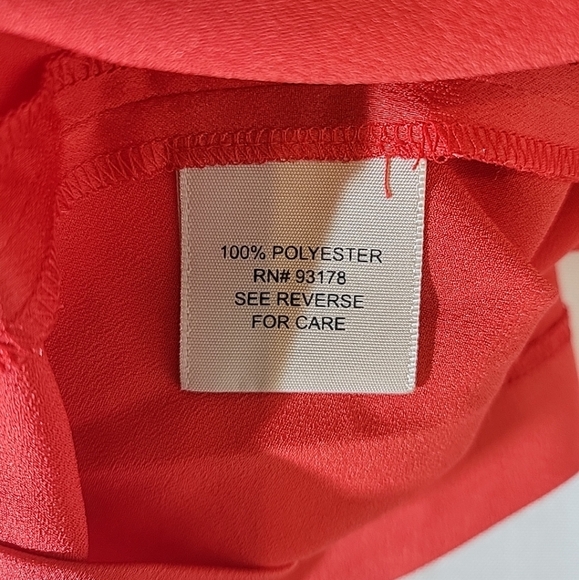 100% POLYESTER
RN# 93178
SEE REVERSE
FOR CARE